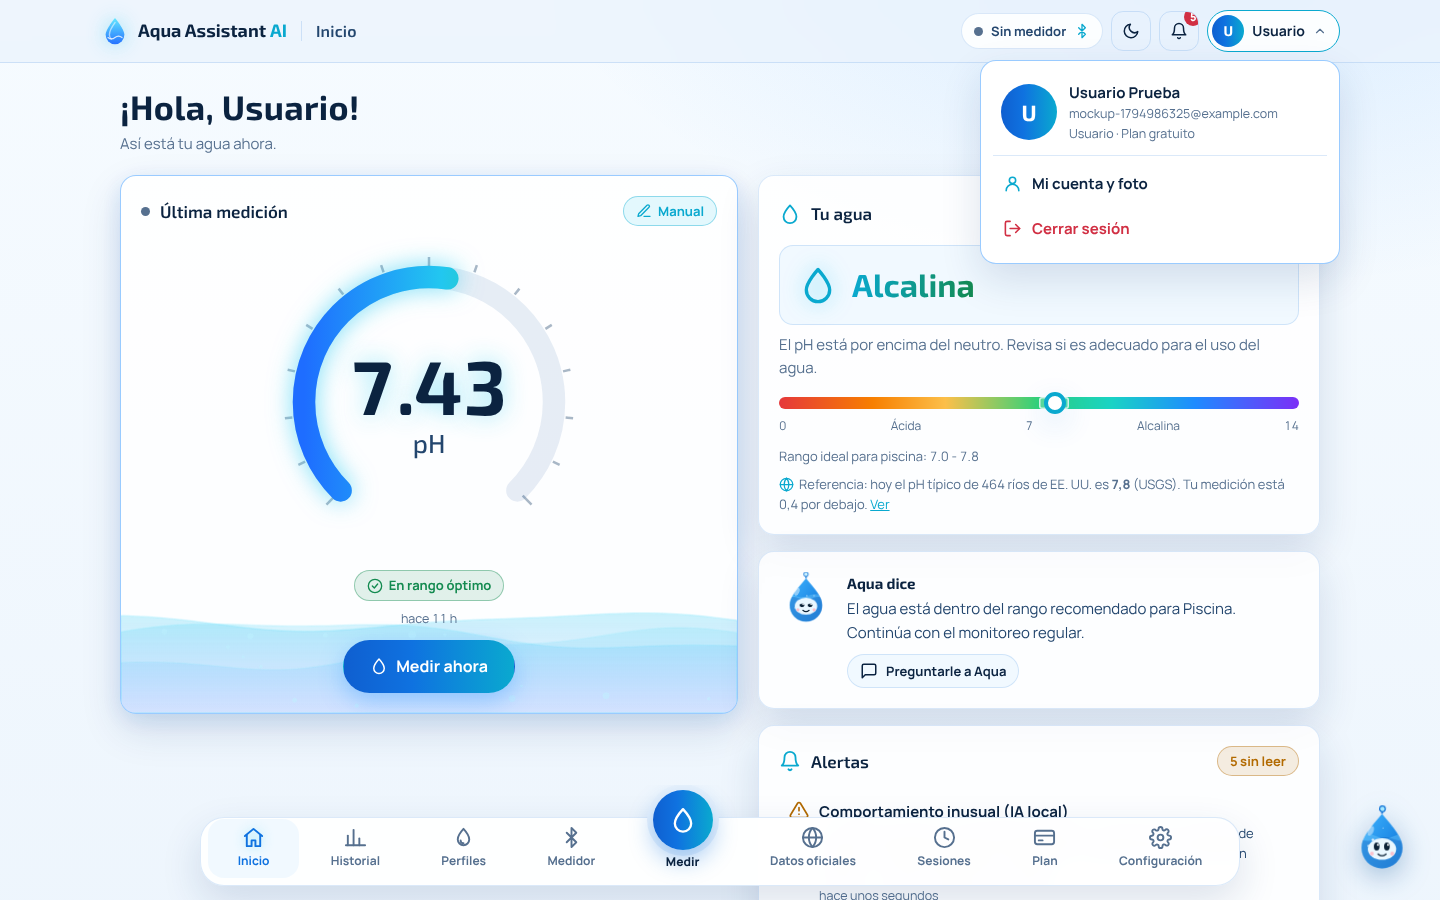 Aqua Assistant AI
Inicio
Sin medidor
5
U
Usuario
U
Usuario Prueba
mockup-1794986325@example.com
Usuario · Plan gratuito
Mi cuenta y foto
Cerrar sesión
¡Hola, Usuario!
Así está tu agua ahora.
Última medición
Manual
7.43
pH
En rango óptimo
hace 11 h
Medir ahora
Tu agua
Alcalina
El pH está por encima del neutro. Revisa si es adecuado para el uso del
agua.
0
Ácida
7
Alcalina
14
Rango ideal para piscina: 7.0 - 7.8
Referencia: hoy el pH típico de 464 ríos de EE. UU. es 7,8 (USGS). Tu medición está
0,4 por debajo. Ver
Aqua dice
El agua está dentro del rango recomendado para Piscina.
Continúa con el monitoreo regular.
Preguntarle a Aqua
Alertas
5 sin leer
Comportamiento inusual (IA local)
de
hace unos segundos
Inicio
Historial
Perfiles
Medidor
Medir
Datos oficiales
Sesiones
Plan
Configuración